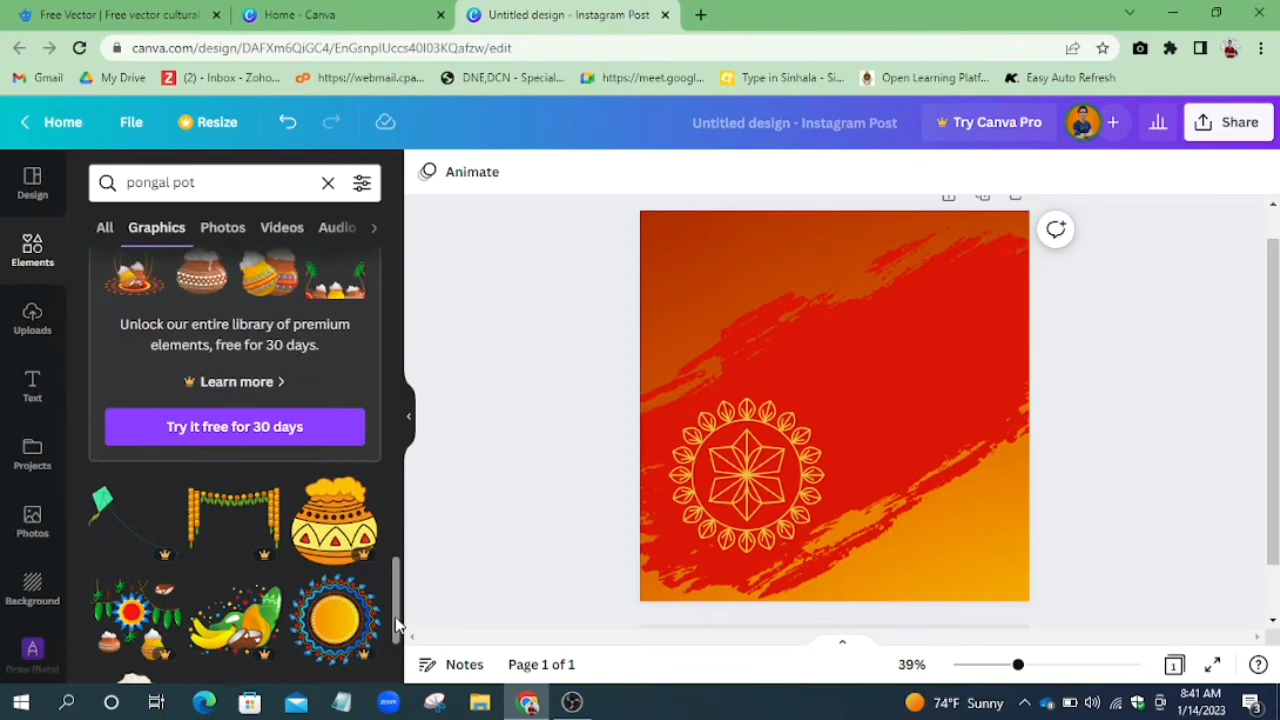 Free Vector | Free vector cultural
Home - Canva
Untitled design - Instagram Post
canva.com/design/DAFXm6QiGC4/EnGsnpIUccs40I03KQafzw/edit
Gmail
My Drive
(2) - Inbox - Zoho...
https://webmail.cpa...
DNE,DCN - Special...
https://meet.googl...
Type in Sinhala - Si...
Open Learning Platf...
Easy Auto Refresh
Home
File
Resize
Untitled design - Instagram Post
Try Canva Pro
Share
Design
Elements
Uploads
Text
Projects
Photos
Background
Draw (Beta)
pongal pot
All
Graphics
Photos
Videos
Audio
Unlock our entire library of premium
elements, free for 30 days.
Learn more
Try it free for 30 days
Animate
Notes
Page 1 of 1
39%
1
74°F Sunny
8:41 AM
1/14/2023
3